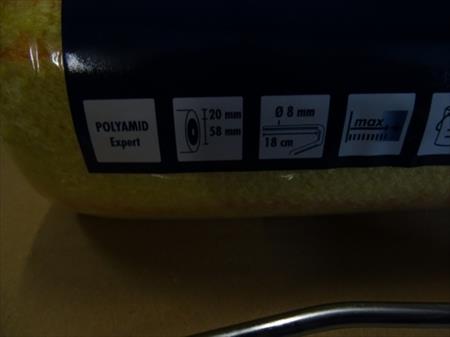 POLYAMID
Expert
20 mm
58 mm
Ø 8 mm
18 cm
max